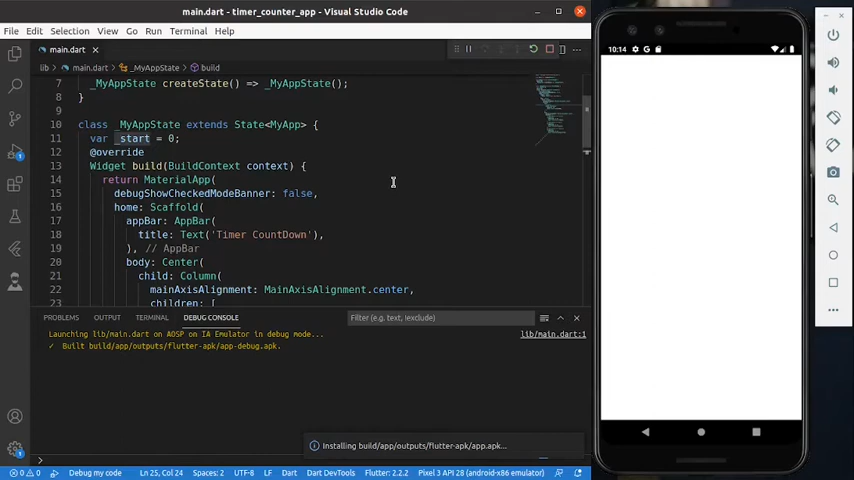 main.dart - timer_counter_app - Visual Studio Code
File Edit Selection View Go Run Terminal Help
main.dart
lib > main.dart > _MyAppState > build
7 _MyAppState createState() => _MyAppState();
8 }
9
10 class _MyAppState extends State<MyApp> {
11 var _start = 0;
12 @override
13 Widget build(BuildContext context) {
14 return MaterialApp(
15 debugShowCheckedModeBanner: false,
16 home: Scaffold(
17 appBar: AppBar(
18 title: Text('Timer CountDown'),
19 ), // AppBar
20 body: Center(
21 child: Column(
22 mainAxisAlignment: MainAxisAlignment.center,
23 children: [
PROBLEMS OUTPUT TERMINAL DEBUG CONSOLE
Filter (e.g. text, !exclude)
Launching lib/main.dart on AOSP on IA Emulator in debug mode...
lib/main.dart:1
✓ Built build/app/outputs/flutter-apk/app-debug.apk.
Installing build/app/outputs/flutter-apk/app.apk...
0 0 Debug my code Ln 25, Col 24 Spaces: 2 UTF-8 LF Dart Dart DevTools Flutter: 2.2.2 Pixel 3 API 28 (android-x86 emulator)
10:14
1
1